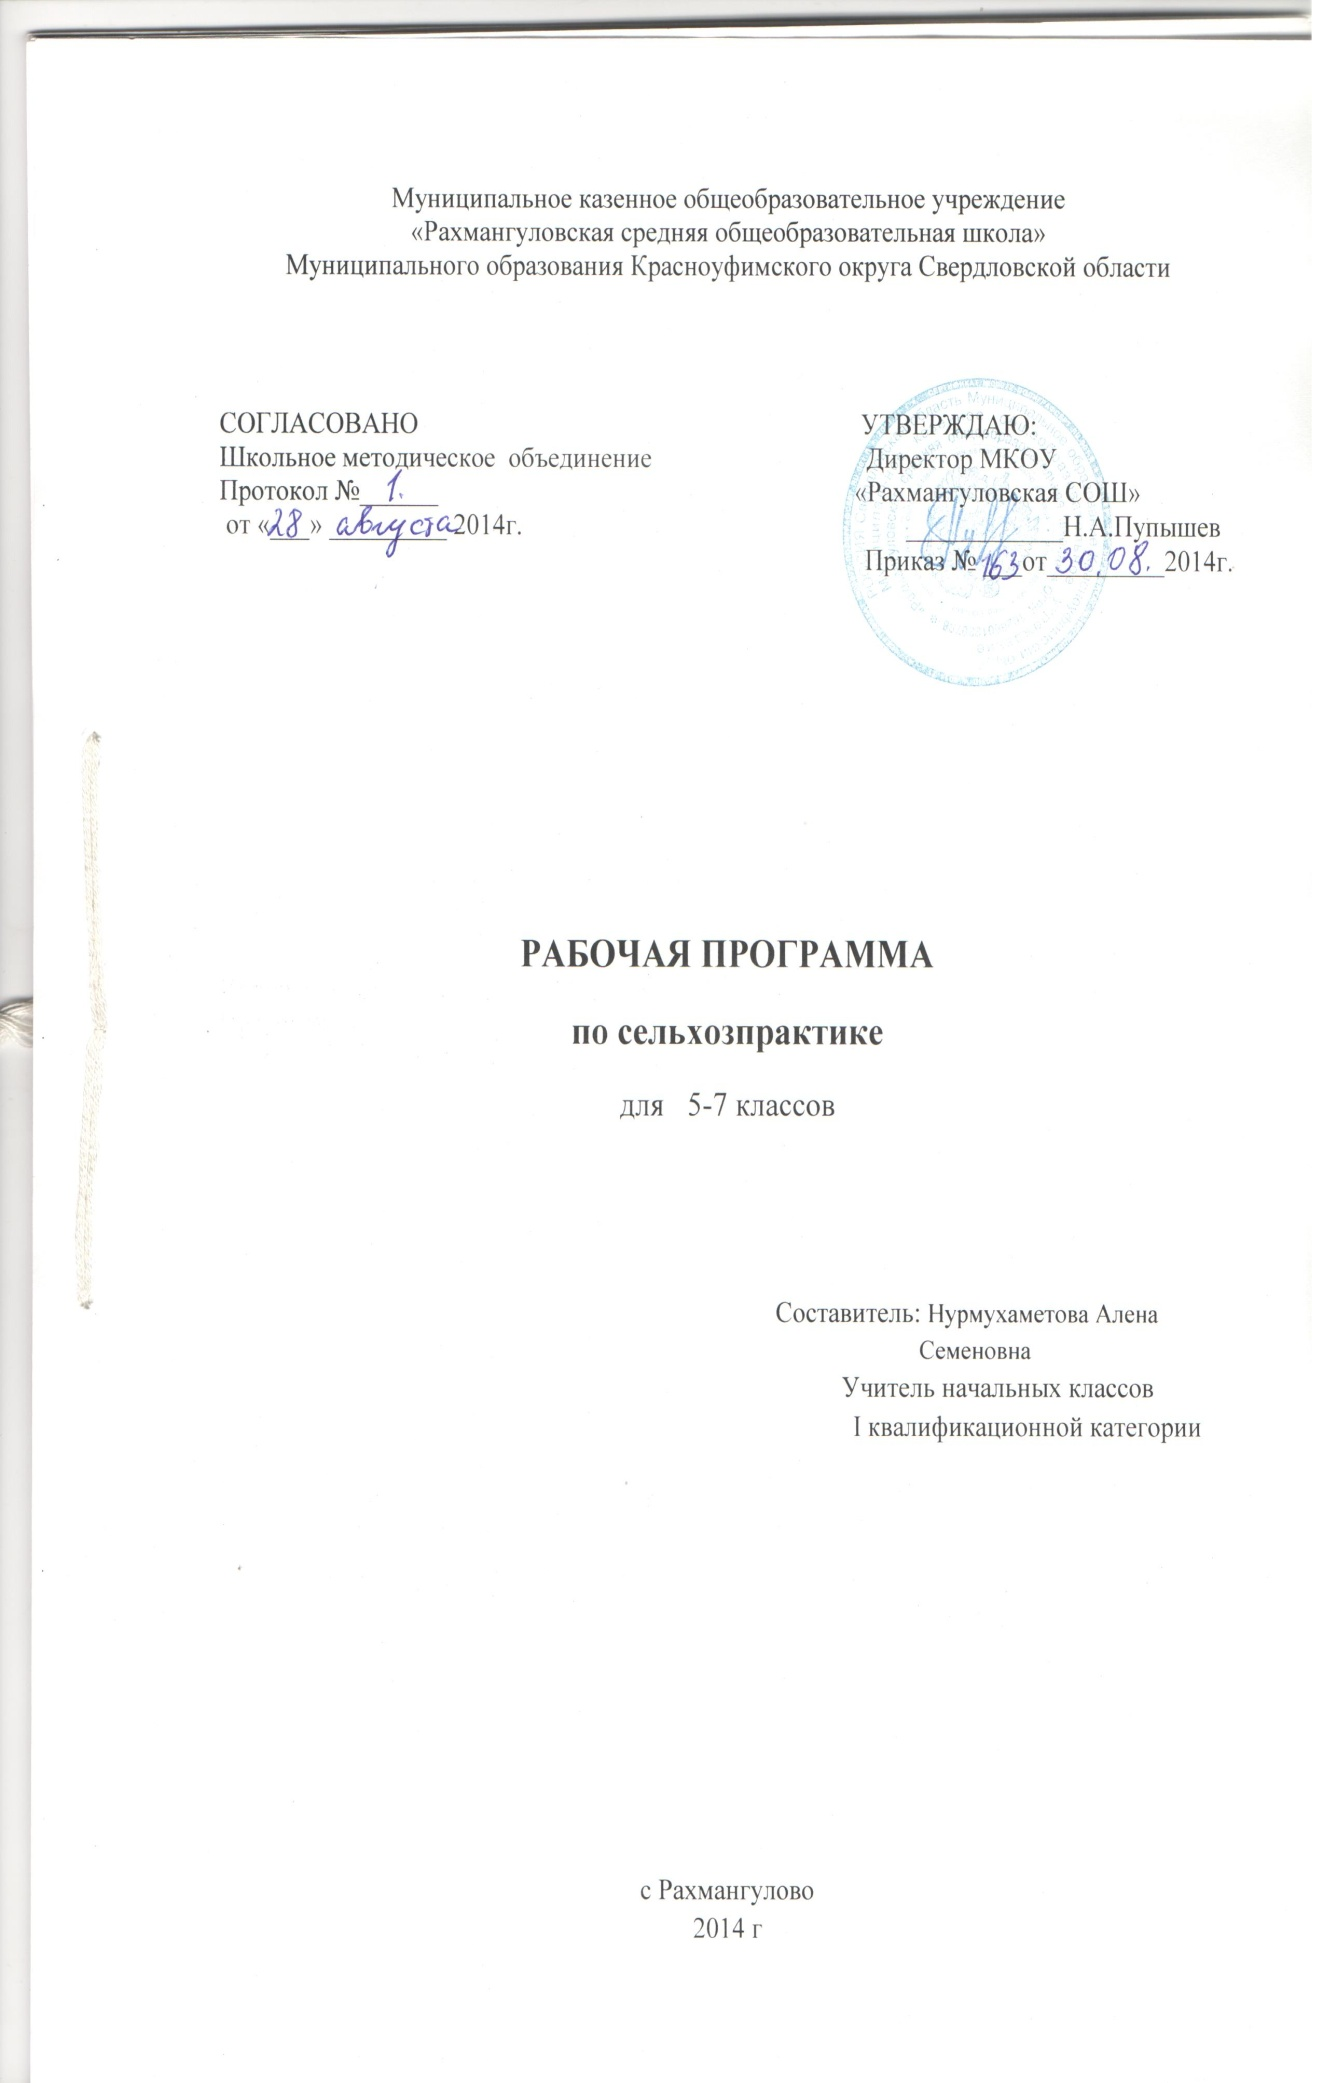 Муниципальное казенное общеобразовательное учреждение
«Рахмангуловская средняя общеобразовательная школа»
Муниципального образования Красноуфимского округа Свердловской области
СОГЛАСОВАНО
Школьное методическое объединение
Протокол № 1.
от «28» августа 2014г.
УТВЕРЖДАЮ:
Директор МКОУ
«Рахмангуловская СОШ»
Н.А.Пупышев
Приказ № 163 от 30.08. 2014г.
РАБОЧАЯ ПРОГРАММА
по сельхозпрактике
для 5-7 классов
Составитель: Нурмухаметова Алена
Семеновна
Учитель начальных классов
I квалификационной категории
с Рахмангулово
2014 г